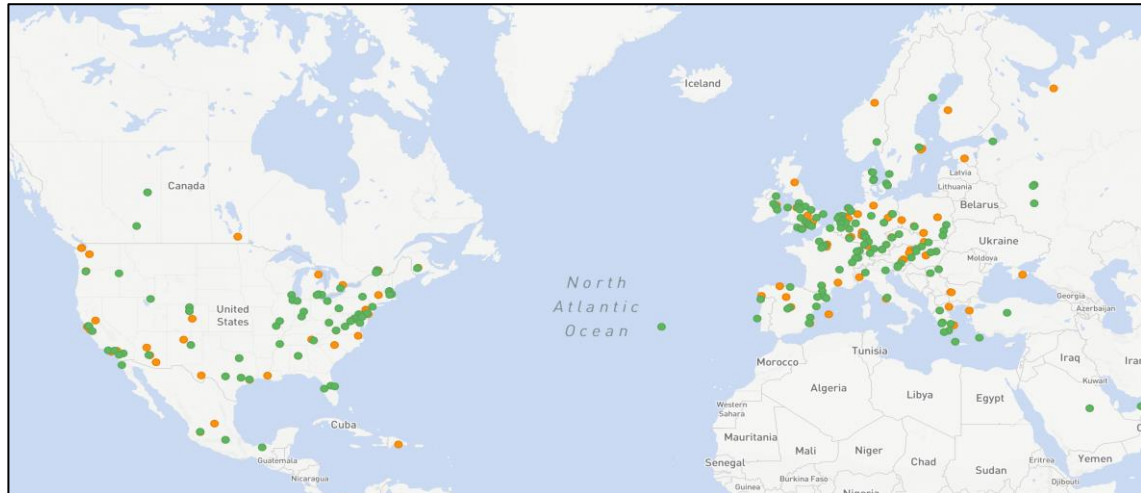 Iceland
Canada
Latvia
Lithuania
Belarus
Ukraine
Moldova
United
States
North
Atlantic
Ocean
Georgia
Azerbaijan
Morocco
Tunisia
Iraq
Iran
Kuwait
Western
Sahara
Algeria
Libya
Egypt
Cuba
Mauritania
Mali
Niger
Chad
Sudan
Eritrea
Yemen
Guatemala
Nicaragua
Senegal
Guinea
Burkina Faso
Djibouti